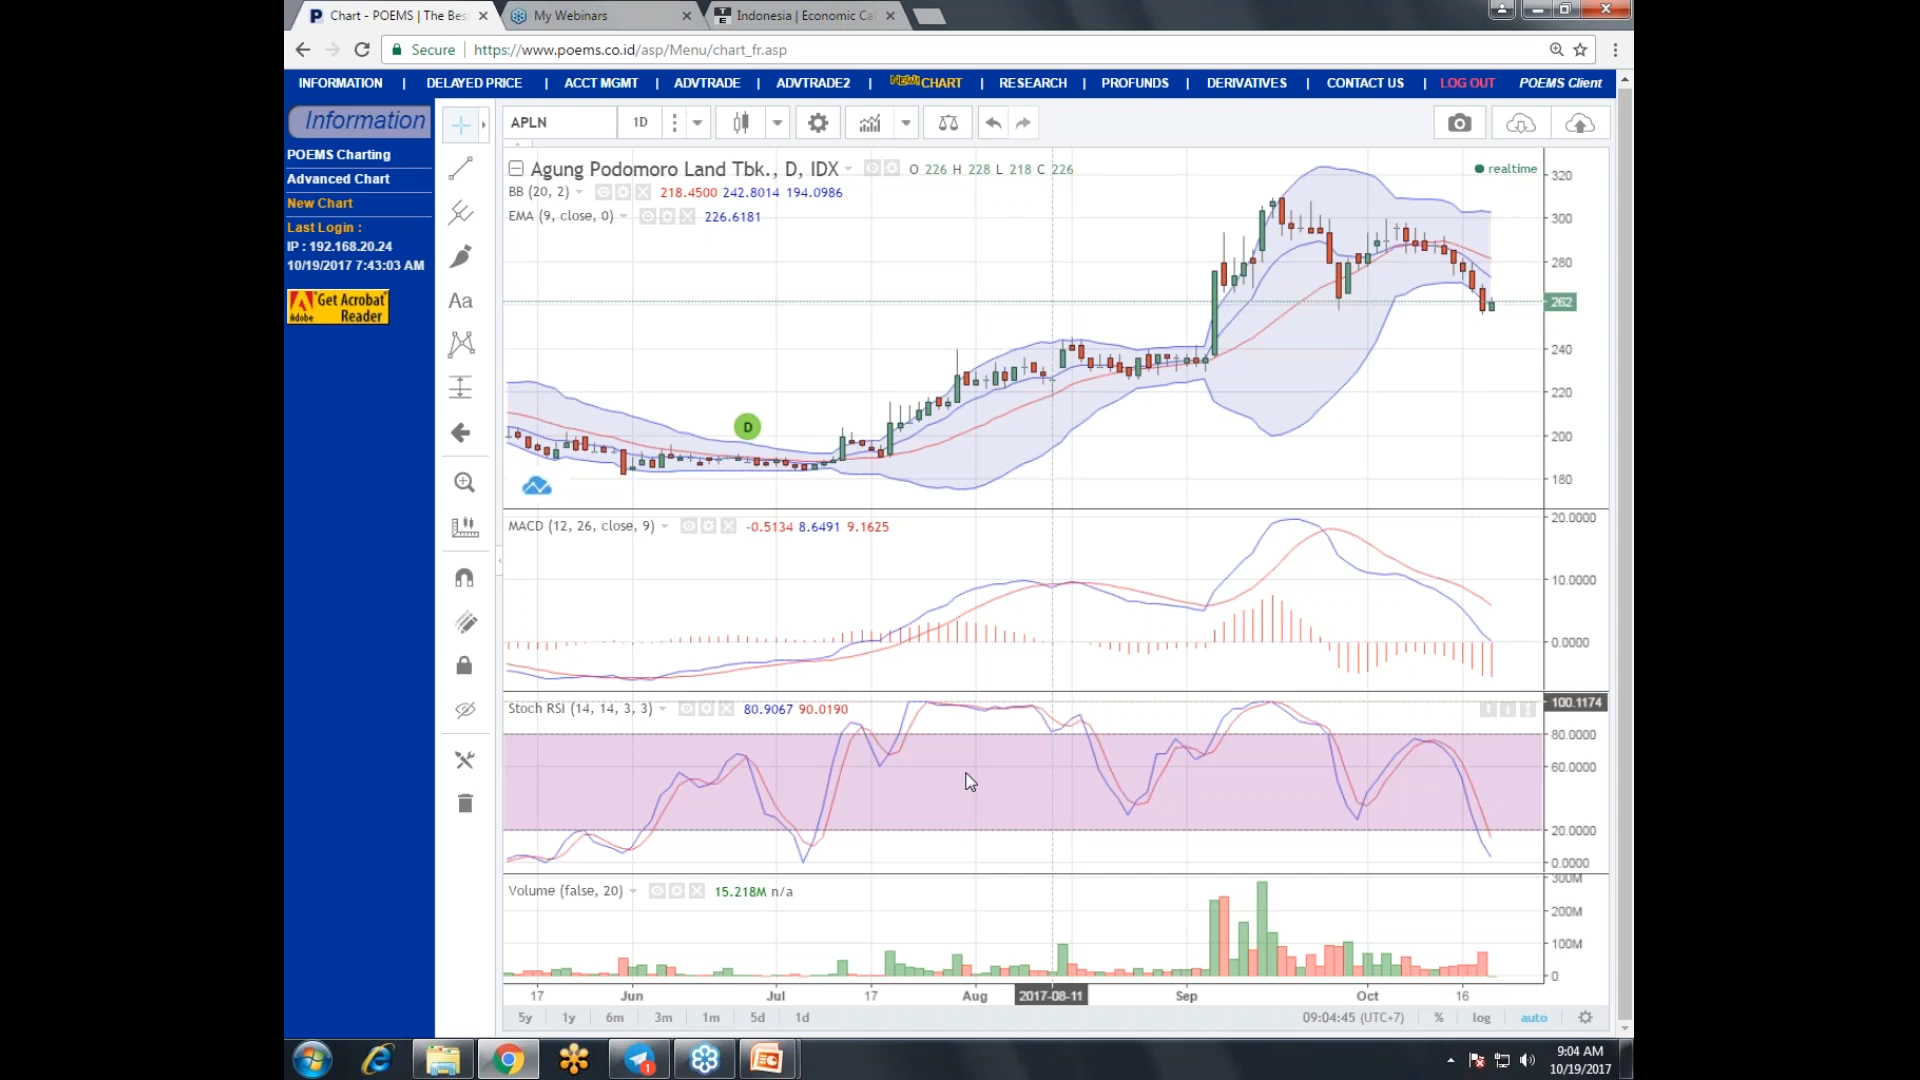 Chart - POEMS | The Bes
My Webinars
Indonesia | Economic Ca
Secure | https://www.poems.co.id/asp/Menu/chart_fr.asp
INFORMATION | DELAYED PRICE | ACCT MGMT | ADVTRADE | ADVTRADE2 | NEW! CHART | RESEARCH | PROFUNDS | DERIVATIVES | CONTACT US | LOG OUT POEMS Client
Information
POEMS Charting
Advanced Chart
New Chart
Last Login :
IP : 192.168.20.24
10/19/2017 7:43:03 AM
Get Acrobat
Adobe Reader
Aa
APLN 1D
Agung Podomoro Land Tbk., D, IDX O 226 H 228 L 218 C 226
realtime
BB (20, 2) 218.4500 242.8014 194.0986
EMA (9, close, 0) 226.6181
D
320
300
280
262
240
220
200
180
MACD (12, 26, close, 9) -0.5134 8.6491 9.1625
20.0000
10.0000
0.0000
Stoch RSI (14, 14, 3, 3) 80.9067 90.0190
100.1174
80.0000
60.0000
20.0000
0.0000
Volume (false, 20) 15.218M n/a
300M
200M
100M
0
17 Jun Jul 17 Aug 2017-08-11 Sep Oct 16
5y 1y 6m 3m 1m 5d 1d
09:04:45 (UTC+7) % log auto
1
9:04 AM
10/19/2017